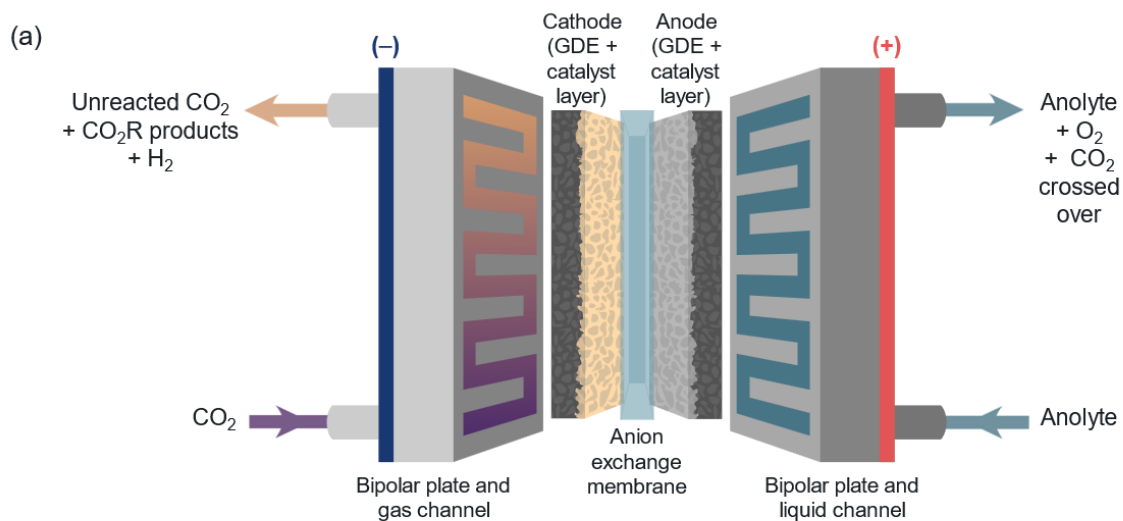 (a)
(–)
Cathode
(GDE +
catalyst
layer)
Anode
(GDE +
catalyst
layer)
(+)
Unreacted CO₂
+ CO₂R products
+ H₂
Anolyte
+ O₂
+ CO₂
crossed
over
CO₂
Anolyte
Anion
exchange
membrane
Bipolar plate and
gas channel
Bipolar plate and
liquid channel